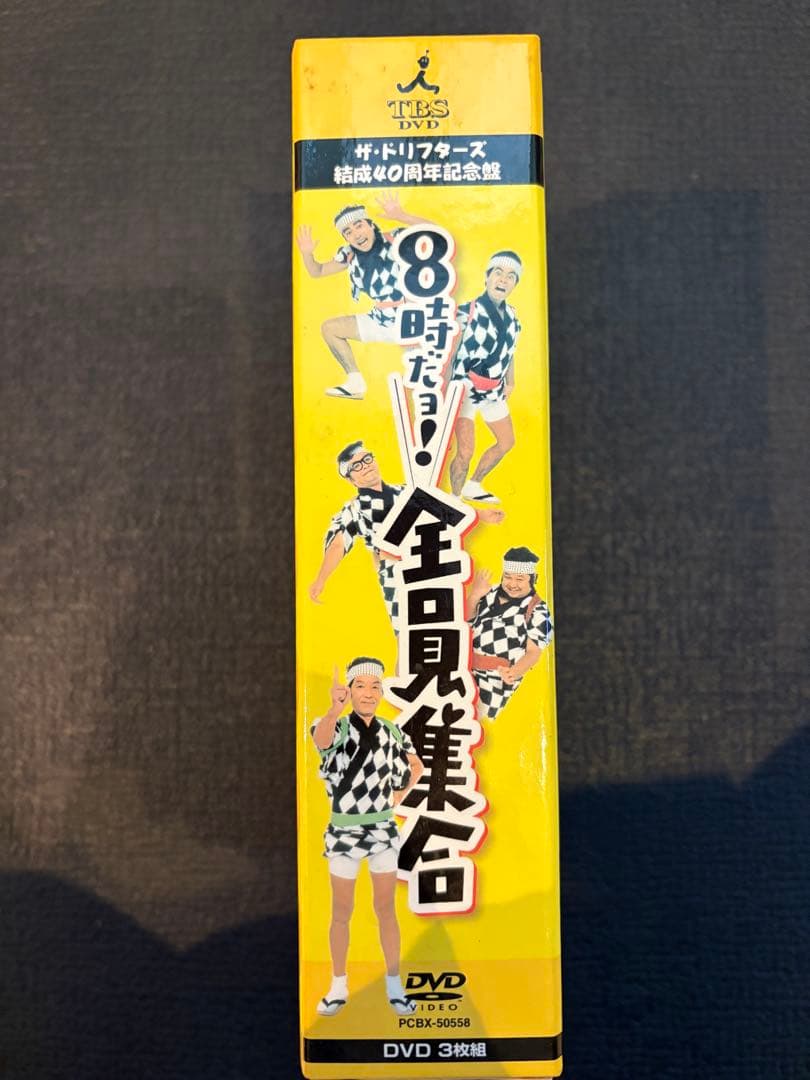 TBS
DVD
ザ・ドリフターズ
結成40周年記念盤
8時だョ!
全員集合
DVD
VIDEO
PCBX-50558
DVD 3枚組